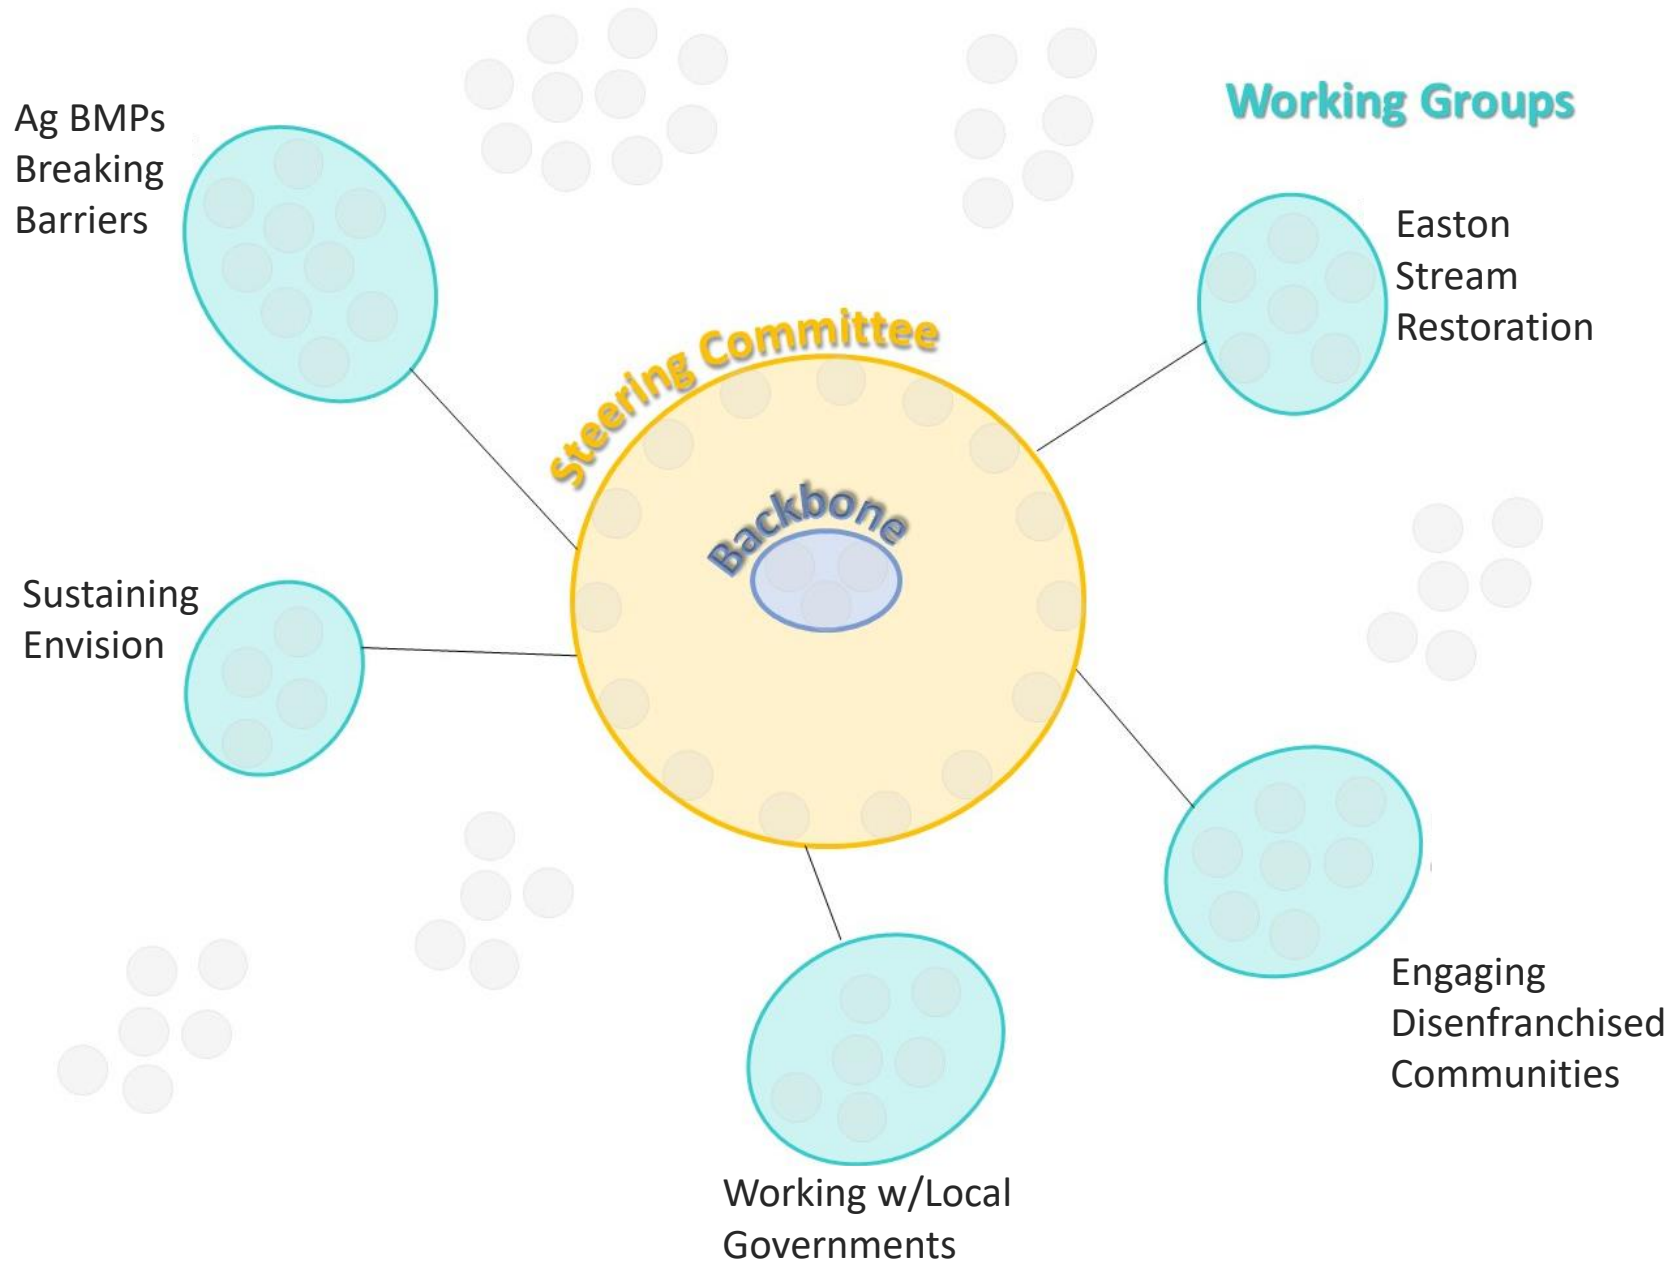 Working Groups
Ag BMPs
Breaking
Barriers
Easton
Stream
Restoration
Steering Committee
Backbone
Sustaining
Envision
Engaging
Disenfranchised
Communities
Working w/Local
Governments